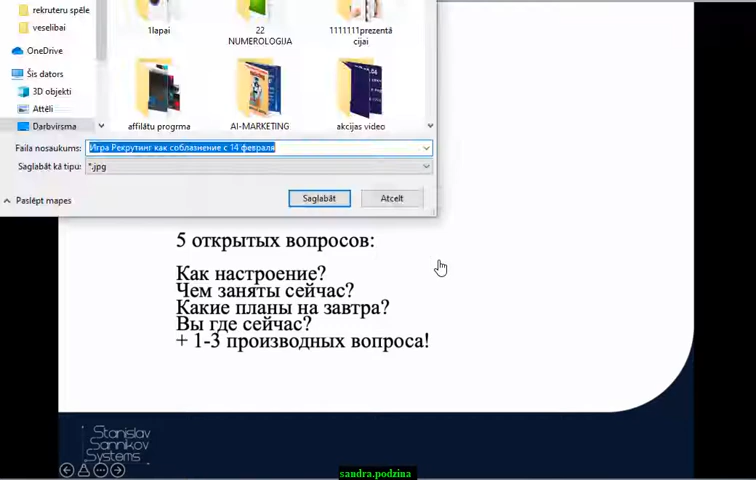 rekruteru spēle
veselibai
OneDrive
Šis dators
3D objekti
Attēli
Darbvirsma
1lapai
22
NUMEROLOGIJA
1111111prezentā
cijai
affilātu progrma
AI-MARKETING
akcijas video
Faila nosaukums:
Игра Рекрутинг как соблазнение с 14 февраля
Saglabāt kā tipu:
*.jpg
Paslēpt mapes
Saglabāt
Atcelt
5 открытых вопросов:
Как настроение?
Чем заняты сейчас?
Какие планы на завтра?
Вы где сейчас?
+ 1-3 производных вопроса!
Stanislav
Sannikov
Systems
sandra.podzina